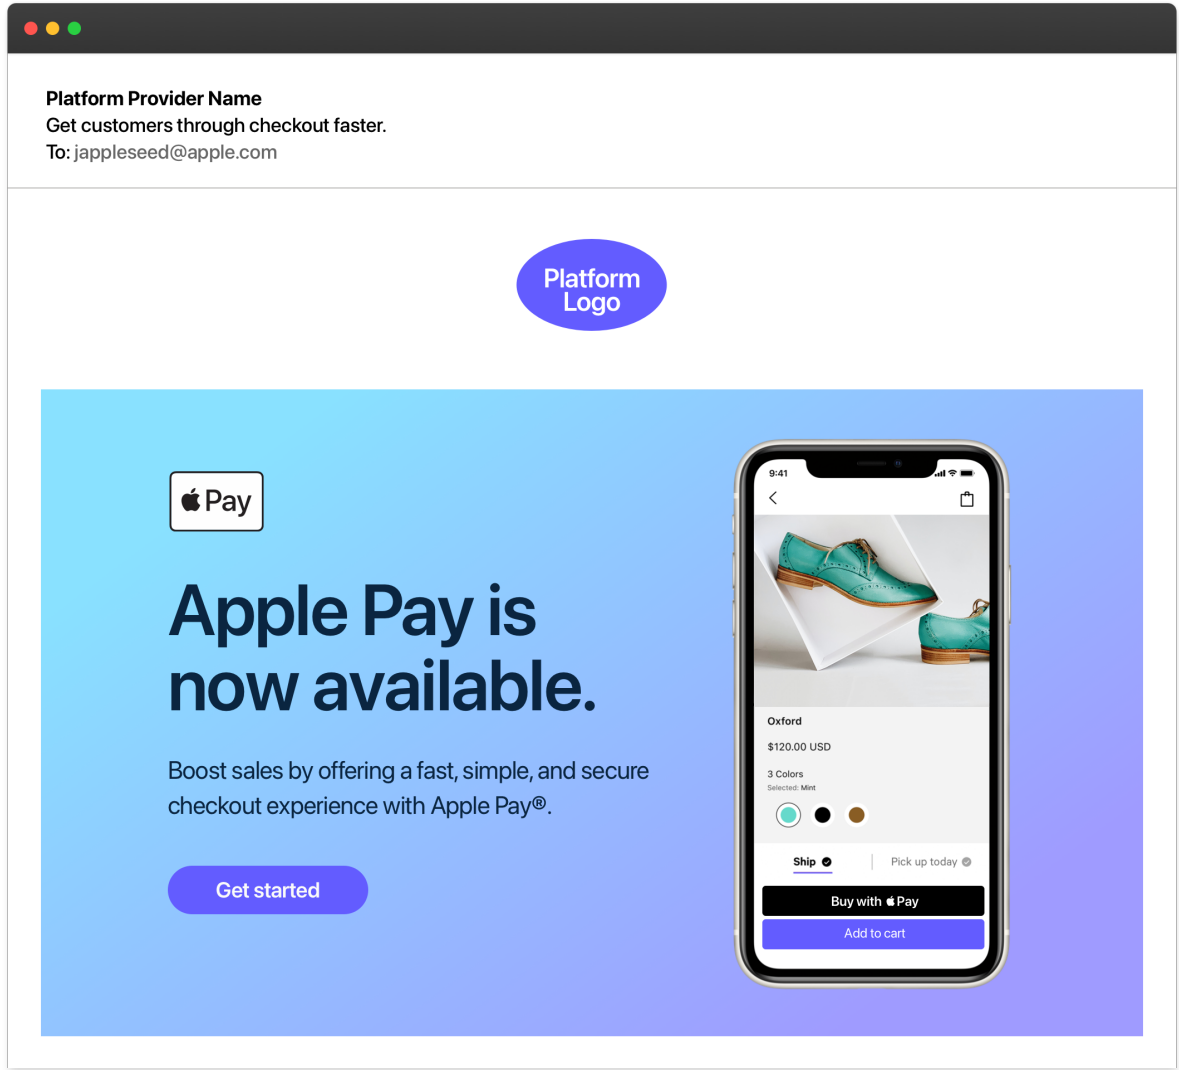 Platform Provider Name
Get customers through checkout faster.
To: jappleseed@apple.com
Platform
Logo
Pay
Apple Pay is
now available.
Boost sales by offering a fast, simple, and secure
checkout experience with Apple Pay®.
Get started
9:41
Oxford
$120.00 USD
3 Colors
Selected: Mint
Ship
Pick up today
Buy with Pay
Add to cart